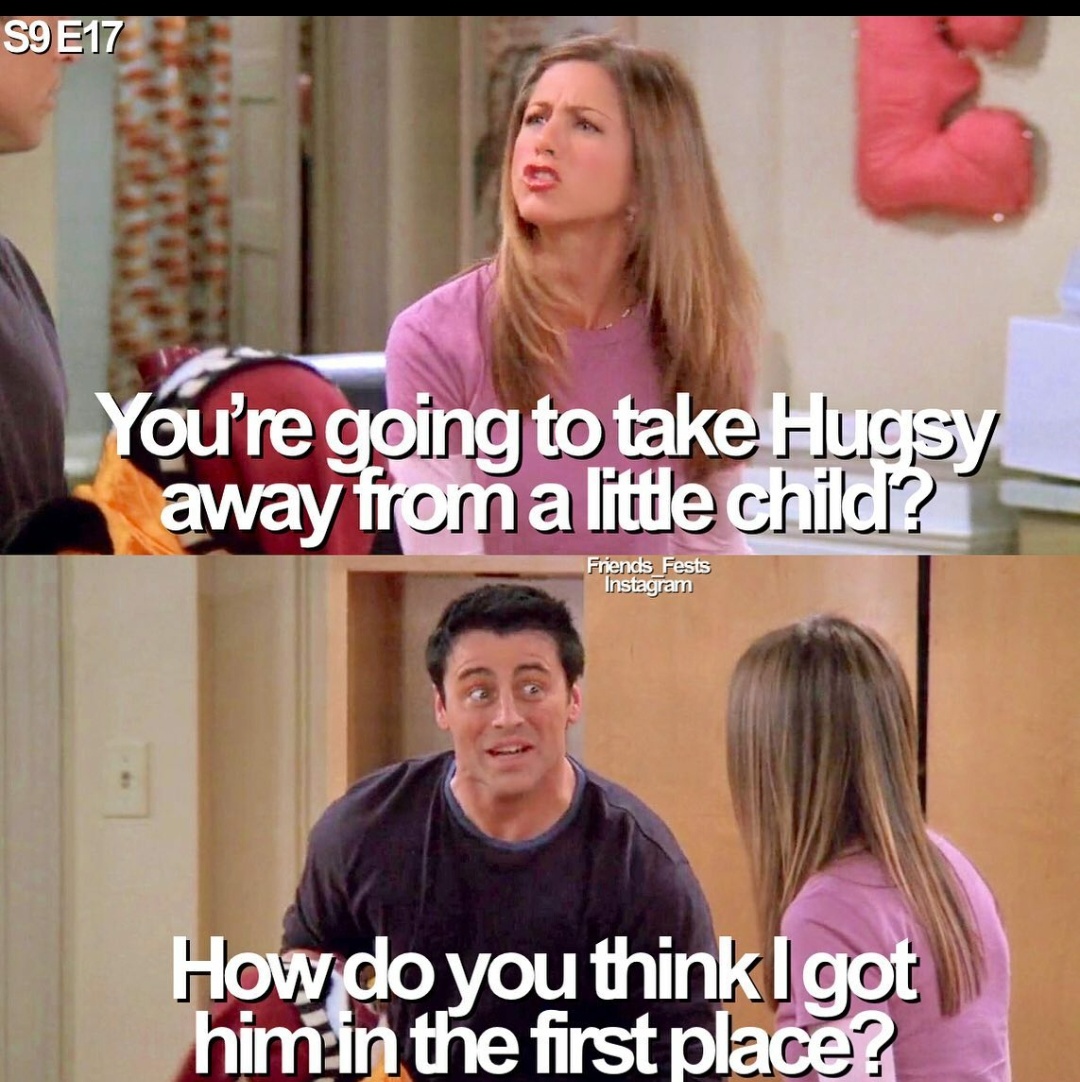 S9 E17
You're going to take Hugsy
away from a little child?
Friends_Fests
Instagram
How do you think I got
him in the first place?